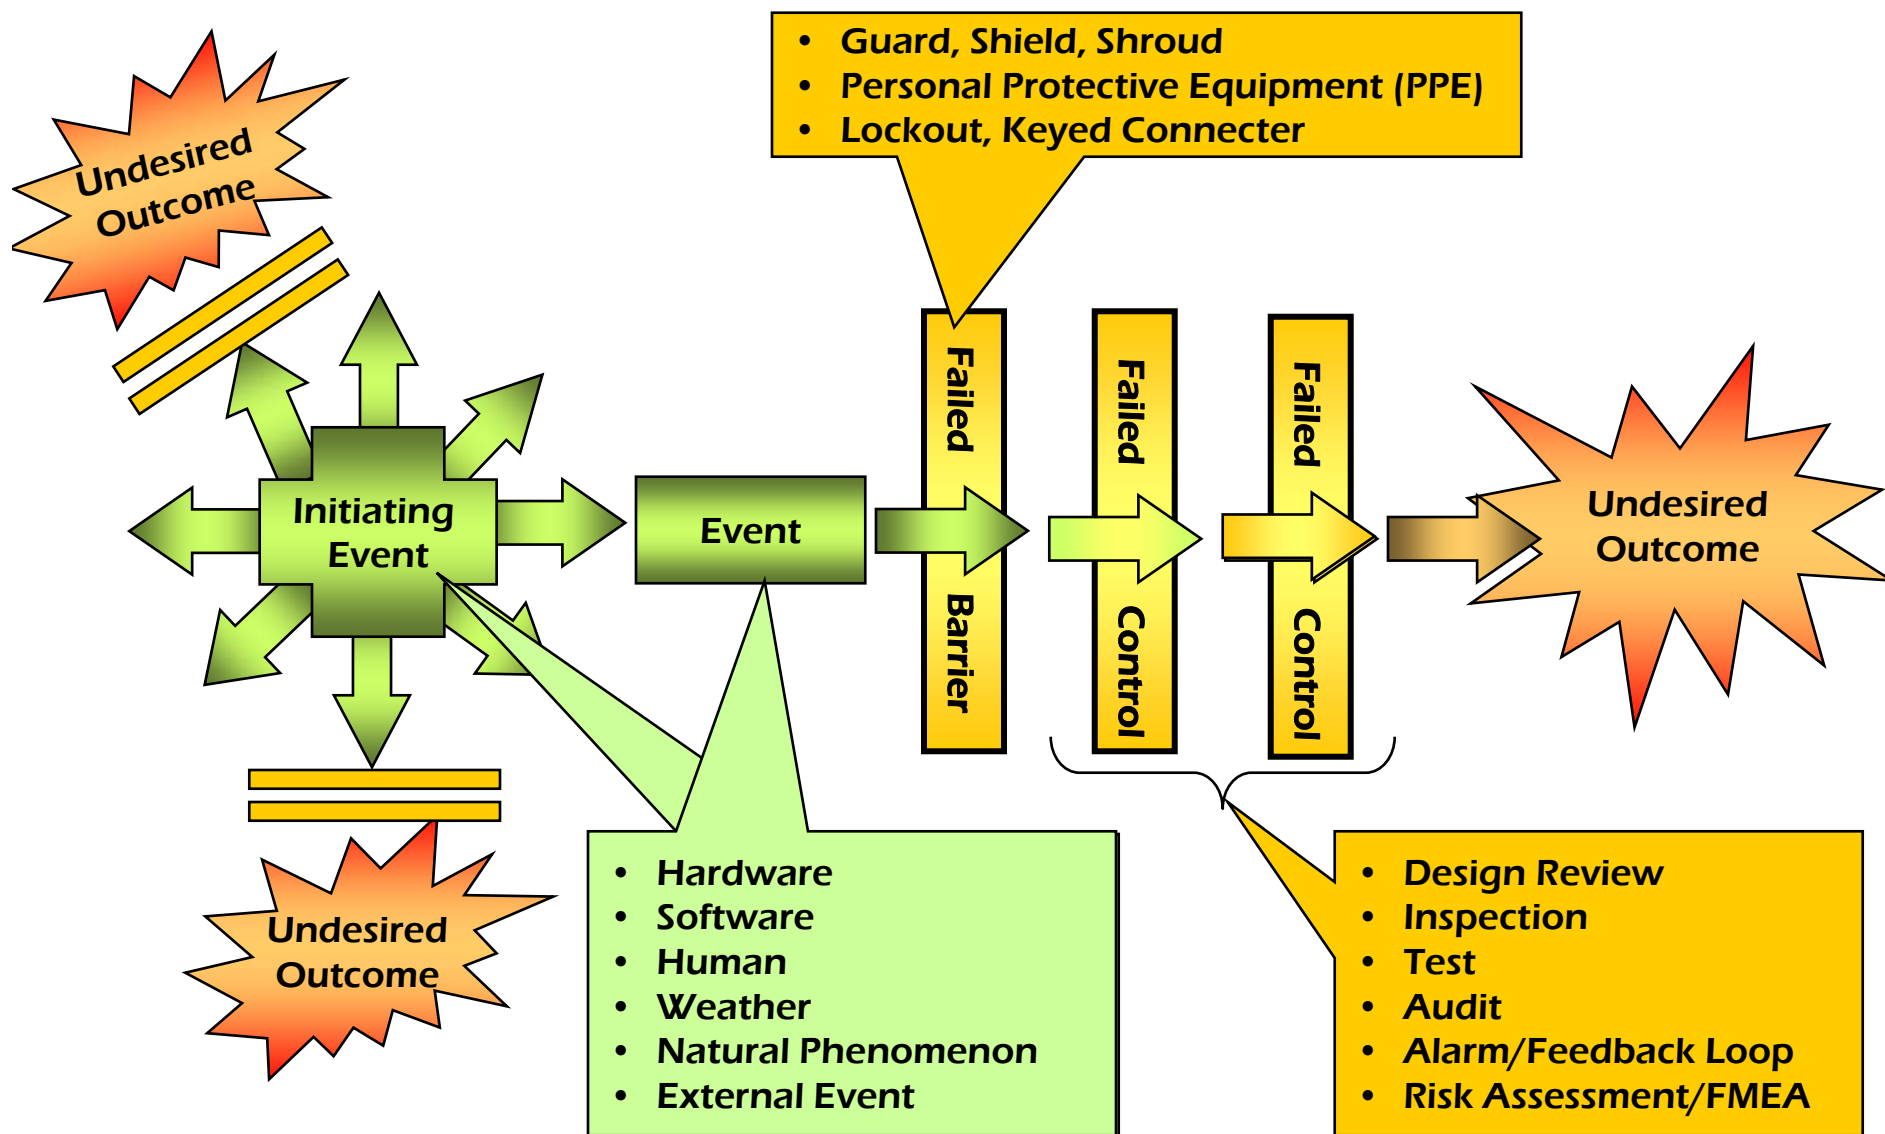 • Guard, Shield, Shroud
• Personal Protective Equipment (PPE)
• Lockout, Keyed Connecter
Undesired
Outcome
Initiating
Event
Event
Failed
Barrier
Failed
Control
Failed
Control
Undesired
Outcome
Undesired
Outcome
• Hardware
• Software
• Human
• Weather
• Natural Phenomenon
• External Event
• Design Review
• Inspection
• Test
• Audit
• Alarm/Feedback Loop
• Risk Assessment/FMEA